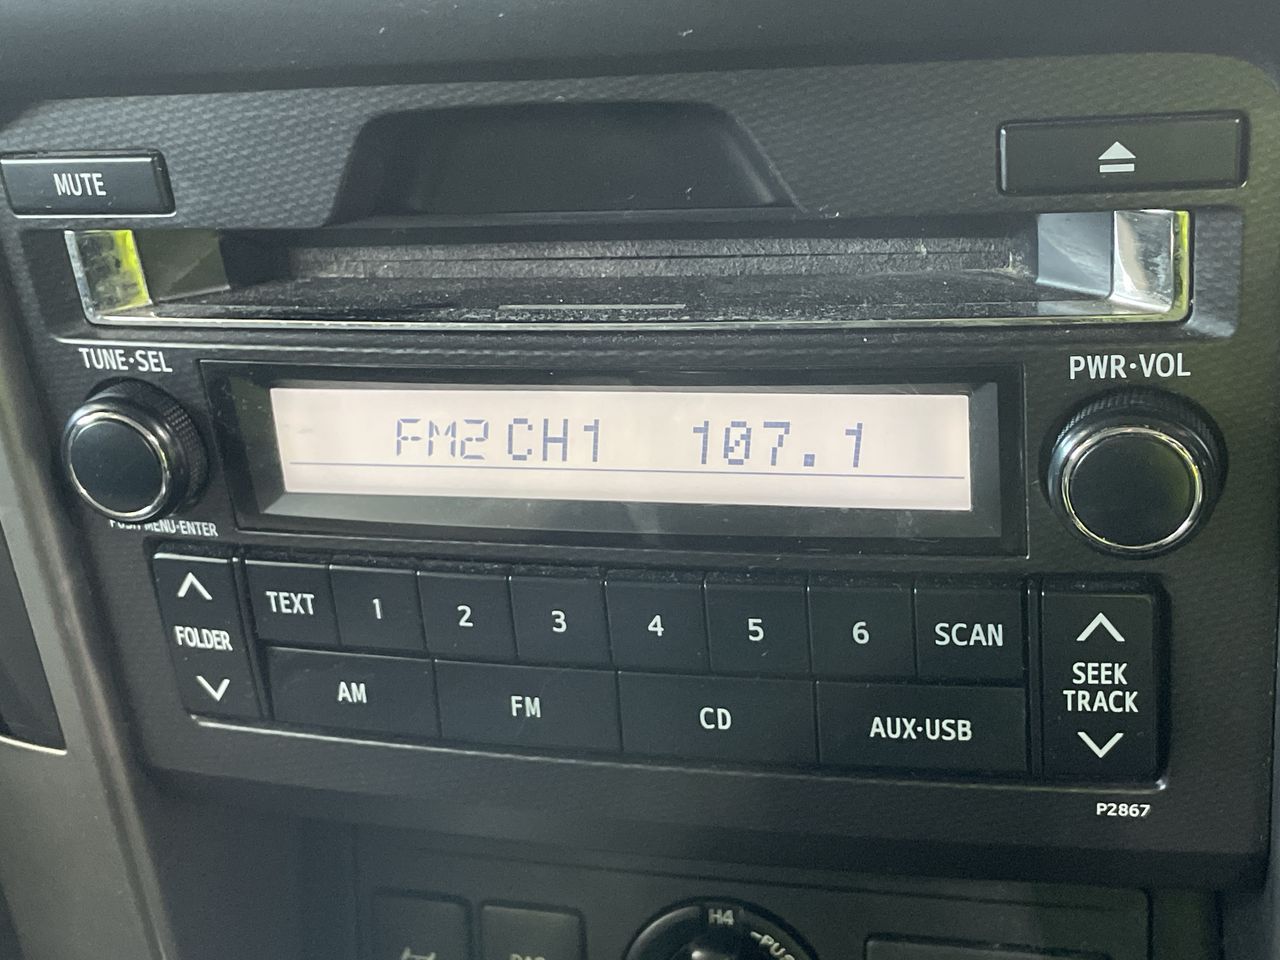 MUTE
TUNE·SEL
PWR·VOL
FM2 CH1 107.1
PUSH MENU·ENTER
FOLDER
TEXT 1 2 3 4 5 6 SCAN
AM FM CD AUX·USB
SEEK
TRACK
P2867
H4